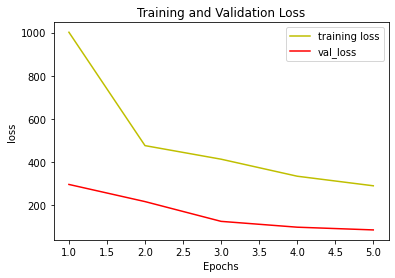 Training and Validation Loss
training loss
val_loss
loss
1000
800
600
400
200
1.0 1.5 2.0 2.5 3.0 3.5 4.0 4.5 5.0
Epochs